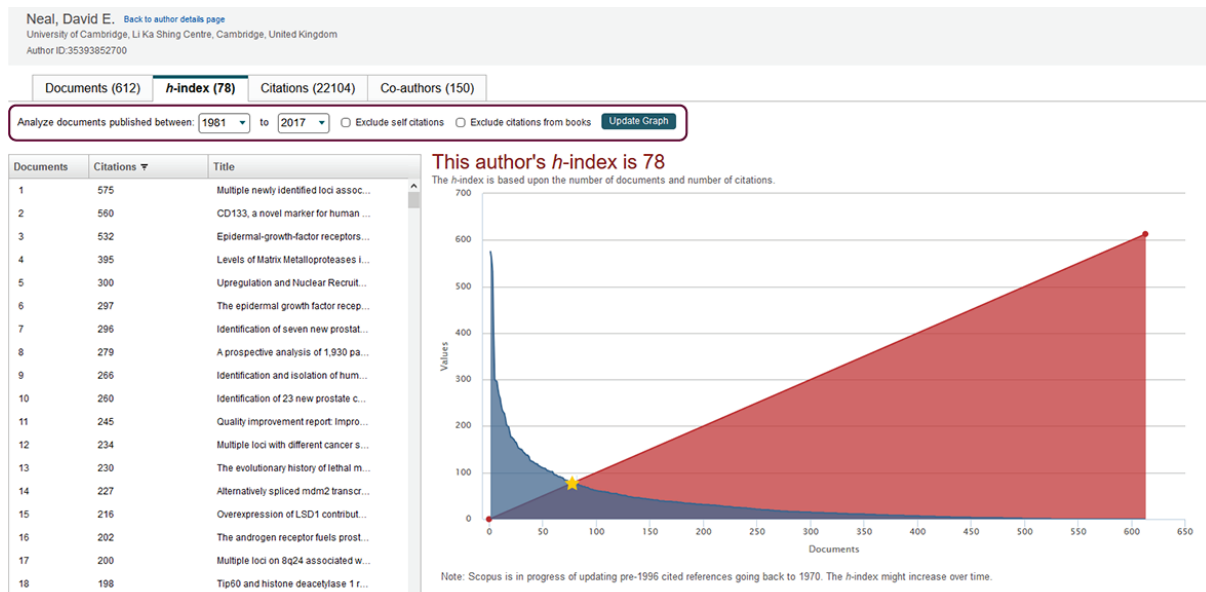 Neal, David E. Back to author details page
University of Cambridge, Li Ka Shing Centre, Cambridge, United Kingdom
Author ID:35393852700
Documents (612) h-index (78) Citations (22104) Co-authors (150)
Analyze documents published between: 1981 to 2017 Exclude self citations Exclude citations from books Update Graph
Documents Citations Title
1 575 Multiple newly identified loci assoc...
2 560 CD133, a novel marker for human ...
3 532 Epidermal-growth-factor receptors...
4 395 Levels of Matrix Metalloproteases i...
5 300 Upregulation and Nuclear Recruit...
6 297 The epidermal growth factor recep...
7 296 Identification of seven new prostat...
8 279 A prospective analysis of 1,930 pa...
9 266 Identification and isolation of hum...
10 260 Identification of 23 new prostate c...
11 245 Quality improvement report: Impro...
12 234 Multiple loci with different cancer s...
13 230 The evolutionary history of lethal m...
14 227 Alternatively spliced mdm2 transcr...
15 216 Overexpression of LSD1 contribut...
16 202 The androgen receptor fuels prost...
17 200 Multiple loci on 8q24 associated w...
18 198 Tip60 and histone deacetylase 1 r...
This author's h-index is 78
The h-index is based upon the number of documents and number of citations.
700
600
500
400
300
200
100
0
Values
0 50 100 150 200 250 300 350 400 450 500 550 600 650
Documents
Note: Scopus is in progress of updating pre-1996 cited references going back to 1970. The h-index might increase over time.